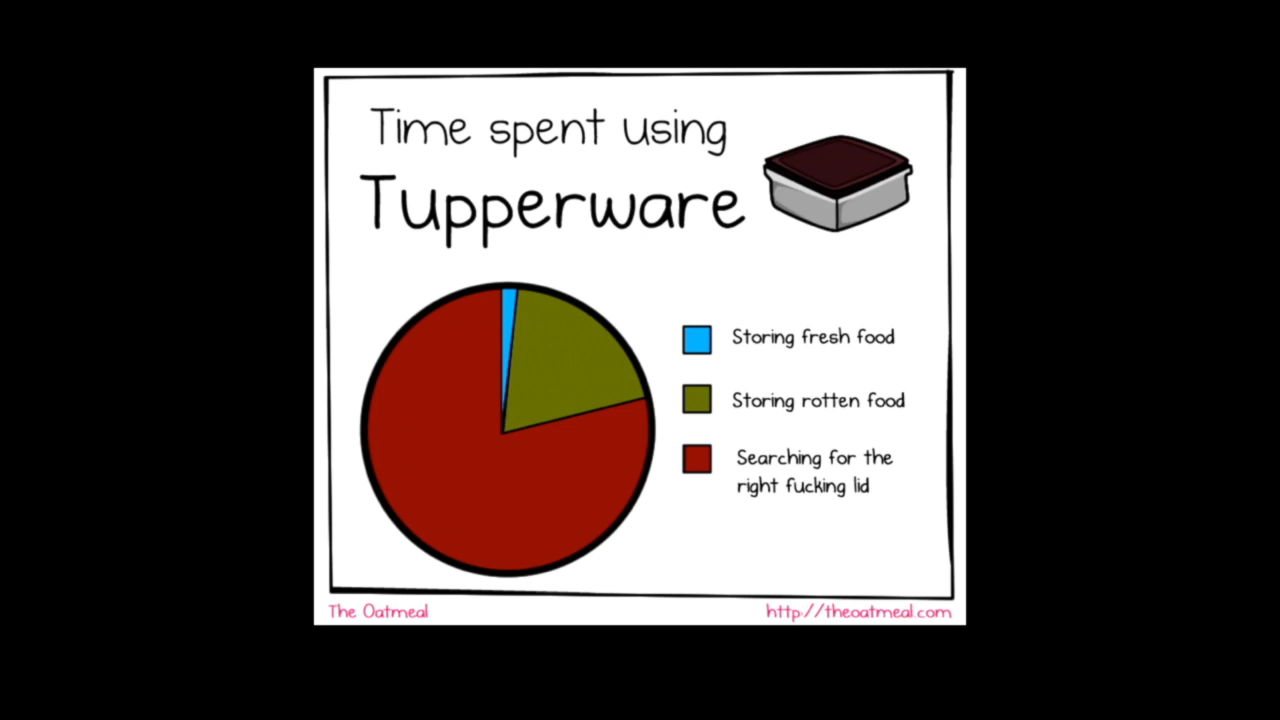 Time spent using
Tupperware
Storing fresh food
Storing rotten food
Searching for the
right fucking lid
The Oatmeal
http://theoatmeal.com